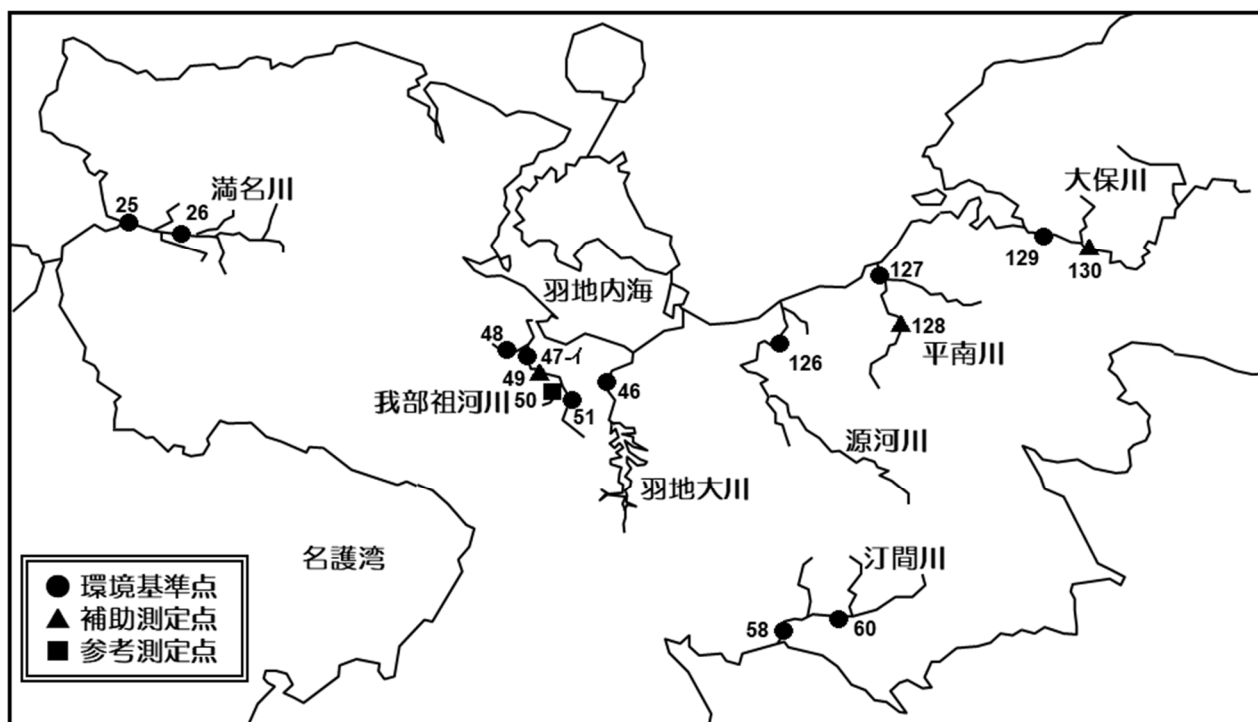 満名川
25
26
大保川
129
130
127
128
平南川
126
源河川
羽地内海
48
47-イ
49
50
51
46
我部祖河川
羽地大川
名護湾
汀間川
58
60
● 環境基準点
▲ 補助測定点
■ 参考測定点